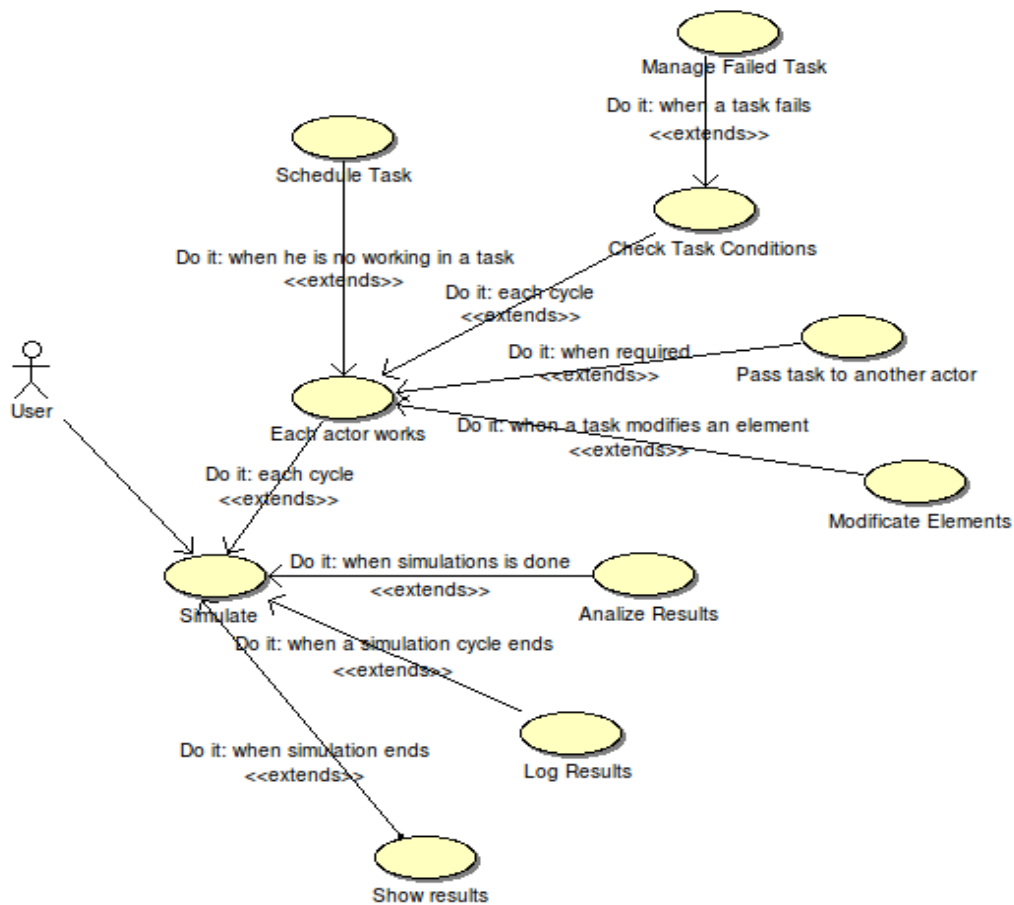 Manage Failed Task
Do it: when a task fails
<<extends>>
Schedule Task
Check Task Conditions
Do it: when he is no working in a task
<<extends>>
Do it: each cycle
<<extends>>
Do it: when required
<<extends>>
Pass task to another actor
User
Each actor works
Do it: when a task modifies an element
<<extends>>
Do it: each cycle
<<extends>>
Modificate Elements
Do it: when simulations is done
<<extends>>
Simulate
Analize Results
Do it: when a simulation cycle ends
<<extends>>
Do it: when simulation ends
<<extends>>
Log Results
Show results